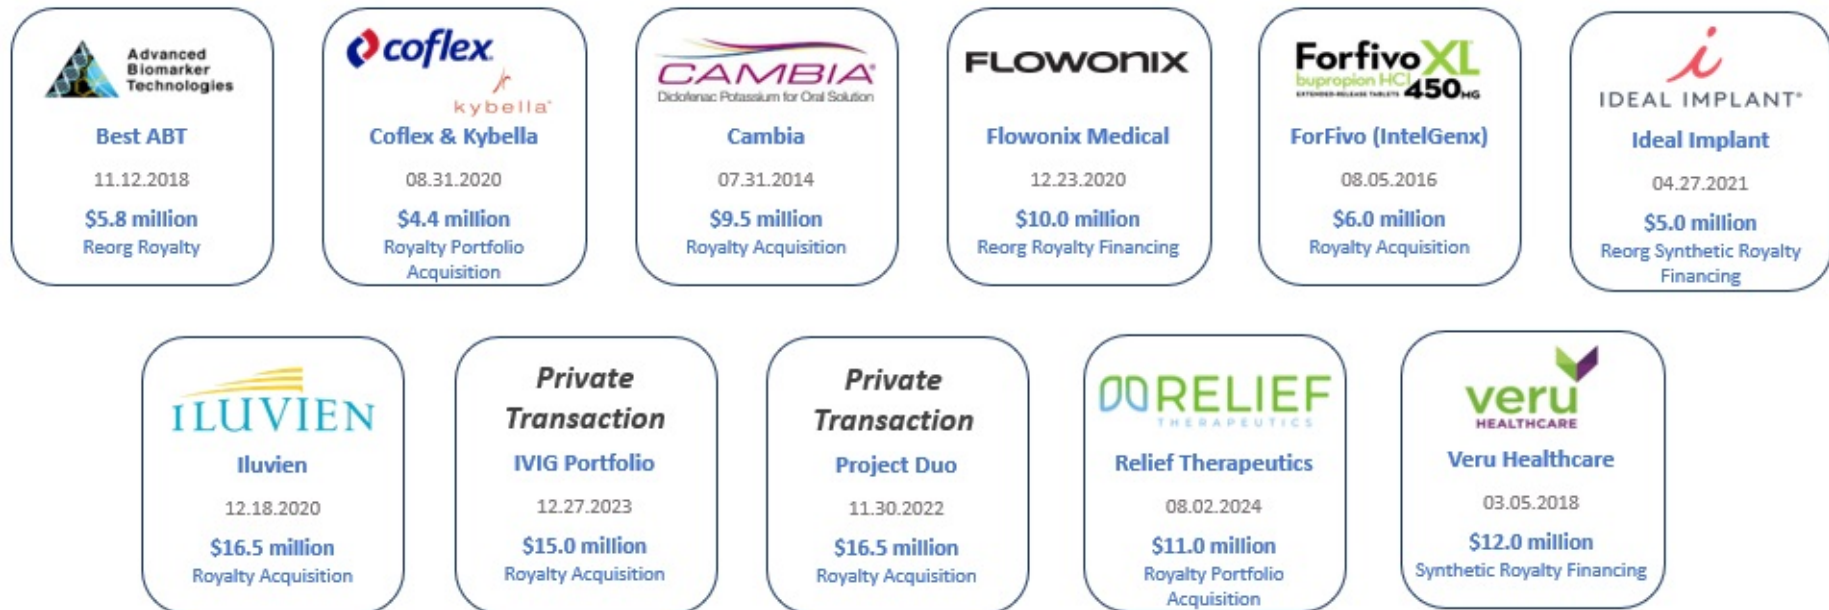 Advanced
Biomarker
Technologies
Best ABT
11.12.2018
$5.8 million
Reorg Royalty
coflex
kybella
Coflex & Kybella
08.31.2020
$4.4 million
Royalty Portfolio
Acquisition
CAMBIA®
Diclofenac Potassium for Oral Solution
Cambia
07.31.2014
$9.5 million
Royalty Acquisition
FLOWONIX
Flowonix Medical
12.23.2020
$10.0 million
Reorg Royalty Financing
Forfivo XL
bupropion HCl
EXTENDED-RELEASE TABLETS 450MG
ForFivo (IntelGenx)
08.05.2016
$6.0 million
Royalty Acquisition
i
IDEAL IMPLANT®
Ideal Implant
04.27.2021
$5.0 million
Reorg Synthetic Royalty
Financing
ILUVIEN
Iluvien
12.18.2020
$16.5 million
Royalty Acquisition
Private
Transaction
IVIG Portfolio
12.27.2023
$15.0 million
Royalty Acquisition
Private
Transaction
Project Duo
11.30.2022
$16.5 million
Royalty Acquisition
RELIEF
THERAPEUTICS
Relief Therapeutics
08.02.2024
$11.0 million
Royalty Portfolio
Acquisition
veru
HEALTHCARE
Veru Healthcare
03.05.2018
$12.0 million
Synthetic Royalty Financing